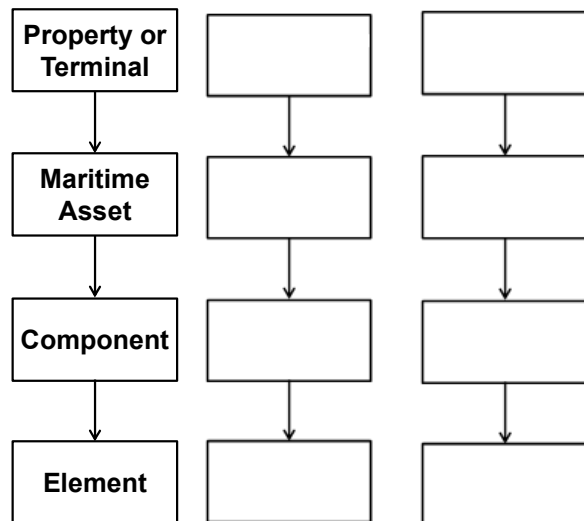 Property or
Terminal
Maritime
Asset
Component
Element